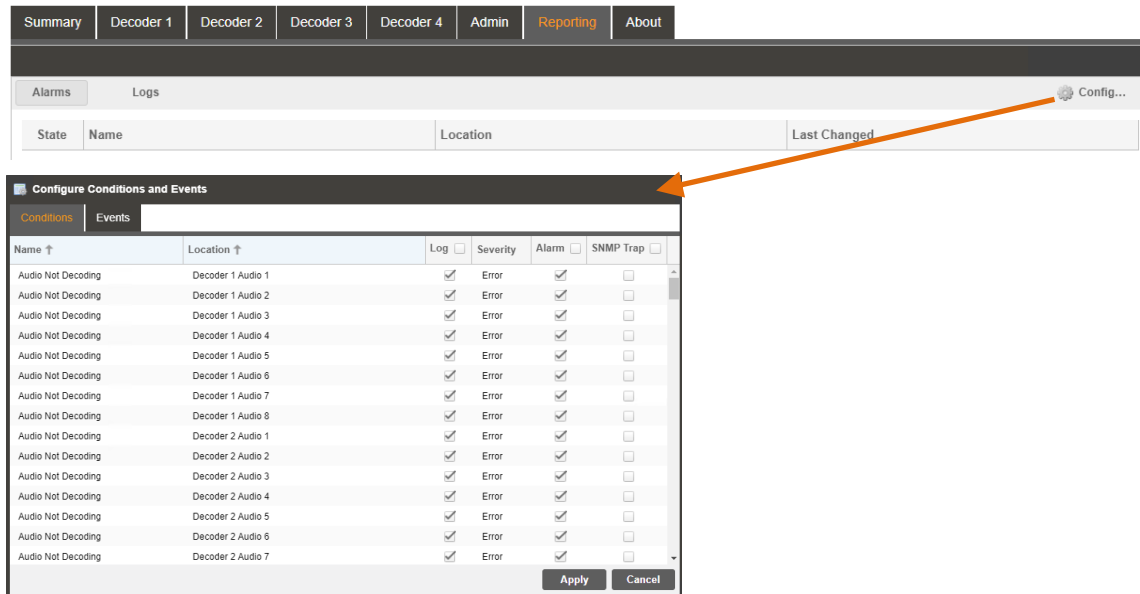 Summary Decoder 1 Decoder 2 Decoder 3 Decoder 4 Admin Reporting About
Alarms Logs Config...
State Name Location Last Changed
Configure Conditions and Events
Conditions Events
Name Location Log Severity Alarm SNMP Trap
Audio Not Decoding Decoder 1 Audio 1 Error
Audio Not Decoding Decoder 1 Audio 2 Error
Audio Not Decoding Decoder 1 Audio 3 Error
Audio Not Decoding Decoder 1 Audio 4 Error
Audio Not Decoding Decoder 1 Audio 5 Error
Audio Not Decoding Decoder 1 Audio 6 Error
Audio Not Decoding Decoder 1 Audio 7 Error
Audio Not Decoding Decoder 1 Audio 8 Error
Audio Not Decoding Decoder 2 Audio 1 Error
Audio Not Decoding Decoder 2 Audio 2 Error
Audio Not Decoding Decoder 2 Audio 3 Error
Audio Not Decoding Decoder 2 Audio 4 Error
Audio Not Decoding Decoder 2 Audio 5 Error
Audio Not Decoding Decoder 2 Audio 6 Error
Audio Not Decoding Decoder 2 Audio 7 Error
Apply Cancel